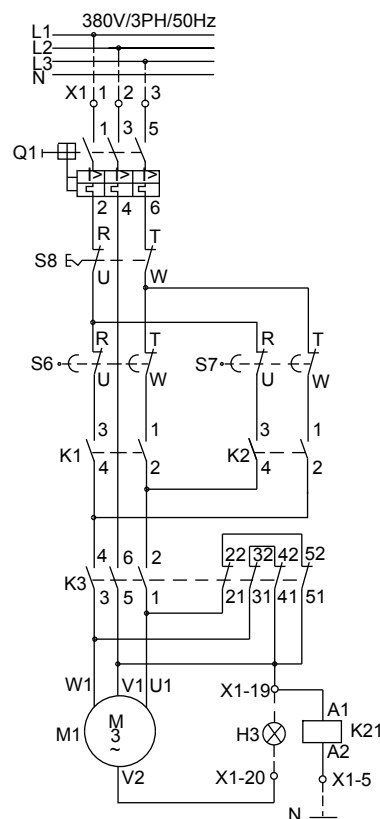 380V/3PH/50Hz
L1
L2
L3
N
X1 1 2 3
1 3 5
Q1
I> I> I>
2 4 6
R T
S8
U W
R T R T
S6 S7
U W U W
3 1 3 1
K1 K2
4 2 4 2
4 6 2 22 32 42 52
K3
3 5 1 21 31 41 51
W1 V1 U1
X1-19
M1 M 3 ~
H3
A1
K21
A2
V2
X1-20 X1-5
N